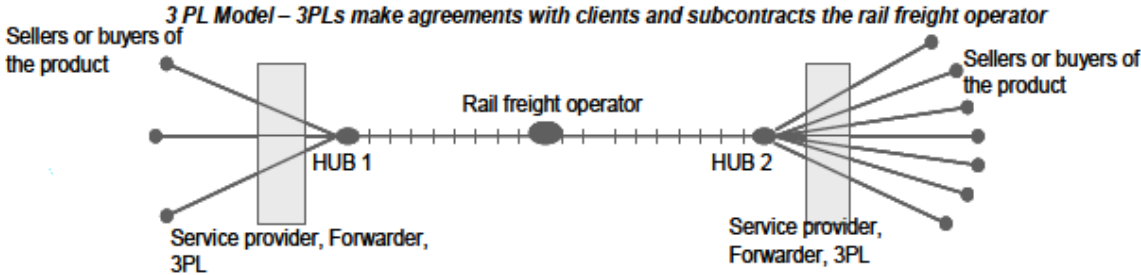 3 PL Model – 3PLs make agreements with clients and subcontracts the rail freight operator
Sellers or buyers of
the product
Sellers or buyers of
the product
Rail freight operator
HUB 1
HUB 2
Service provider, Forwarder,
3PL
Service provider,
Forwarder, 3PL